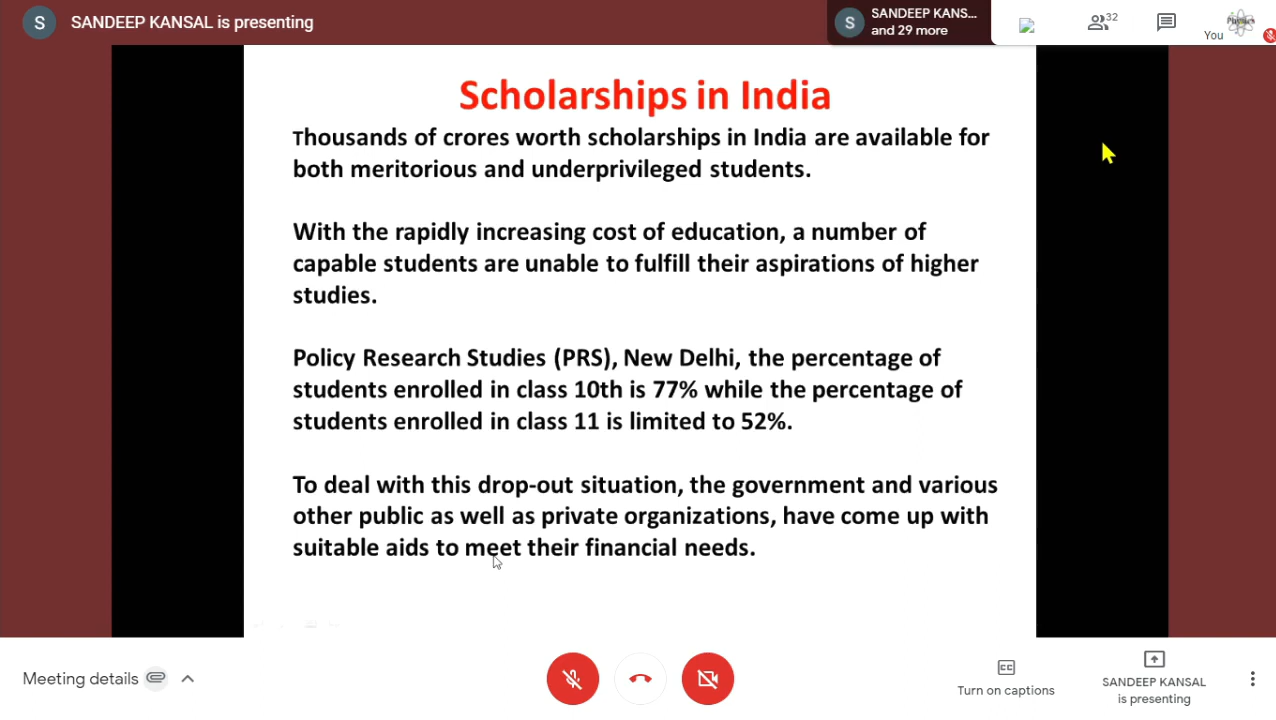 S
SANDEEP KANSAL is presenting
S
SANDEEP KANS...
and 29 more
32
Physics
You
Scholarships in India
Thousands of crores worth scholarships in India are available for
both meritorious and underprivileged students.
With the rapidly increasing cost of education, a number of
capable students are unable to fulfill their aspirations of higher
studies.
Policy Research Studies (PRS), New Delhi, the percentage of
students enrolled in class 10th is 77% while the percentage of
students enrolled in class 11 is limited to 52%.
To deal with this drop-out situation, the government and various
other public as well as private organizations, have come up with
suitable aids to meet their financial needs.
Meeting details
CC
Turn on captions
SANDEEP KANSAL
is presenting